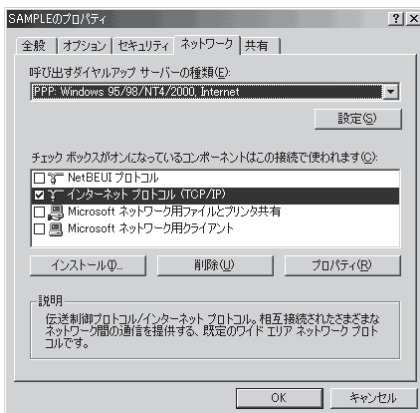 SAMPLEのプロパティ
全般
オプション
セキュリティ
ネットワーク
共有
呼び出すダイヤルアップ サーバーの種類(E):
PPP: Windows 95/98/NT4/2000, Internet
設定(S)
チェック ボックスがオンになっているコンポーネントはこの接続で使われます(C):
NetBEUI プロトコル
インターネット プロトコル (TCP/IP)
Microsoft ネットワーク用ファイルとプリンタ共有
Microsoft ネットワーク用クライアント
インストール(I)...
削除(U)
プロパティ(R)
説明
伝送制御プロトコル/インターネット プロトコル。相互接続されたさまざまな
ネットワーク間の通信を提供する、既定のワイド エリア ネットワーク プロト
コルです。
OK
キャンセル